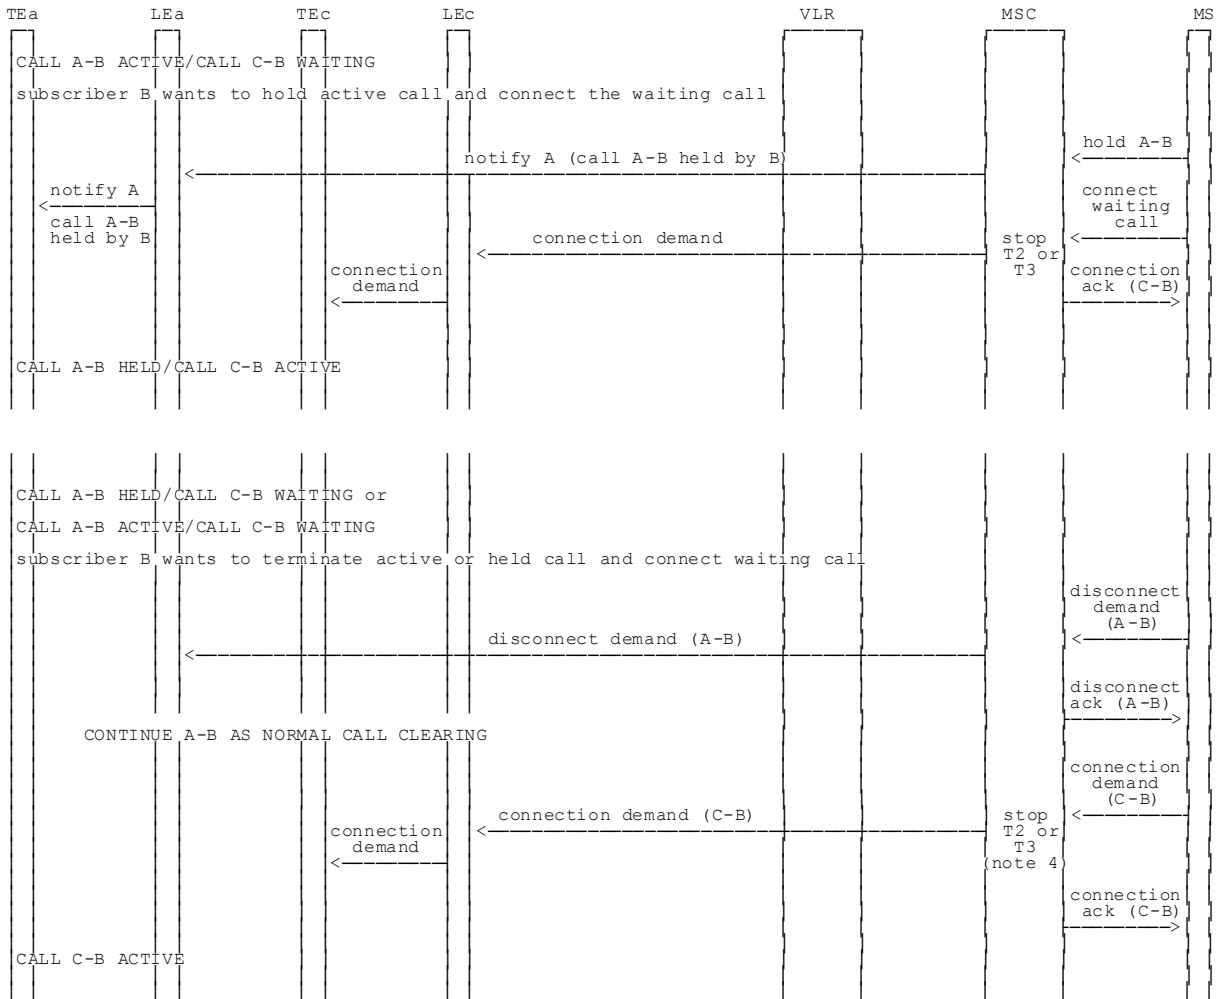 TEa LEa TEc LEc VLR MSC MS
CALL A-B ACTIVE/CALL C-B WAITING
subscriber B wants to hold active call and connect the waiting call
hold A-B
notify A (call A-B held by B)
notify A
call A-B
held by B
connect
waiting
call
connection demand
stop
T2 or
T3
connection
demand
connection
ack (C-B)
CALL A-B HELD/CALL C-B ACTIVE
CALL A-B HELD/CALL C-B WAITING or
CALL A-B ACTIVE/CALL C-B WAITING
subscriber B wants to terminate active or held call and connect waiting call
disconnect
demand
(A-B)
disconnect demand (A-B)
disconnect
ack (A-B)
CONTINUE A-B AS NORMAL CALL CLEARING
connection
demand
(C-B)
connection demand (C-B)
stop
T2 or
T3
(note 4)
connection
demand
connection
ack (C-B)
CALL C-B ACTIVE